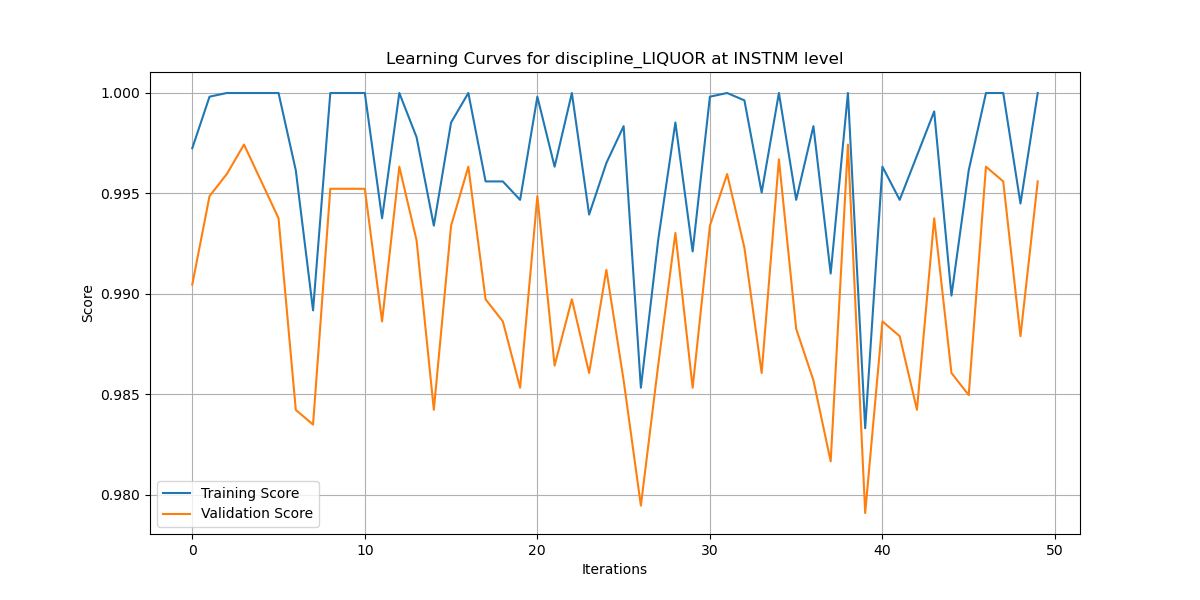 Learning Curves for discipline_LIQUOR at INSTNM level
1.000
0.995
0.990
0.985
0.980
Score
Training Score
Validation Score
0 10 20 30 40 50
Iterations